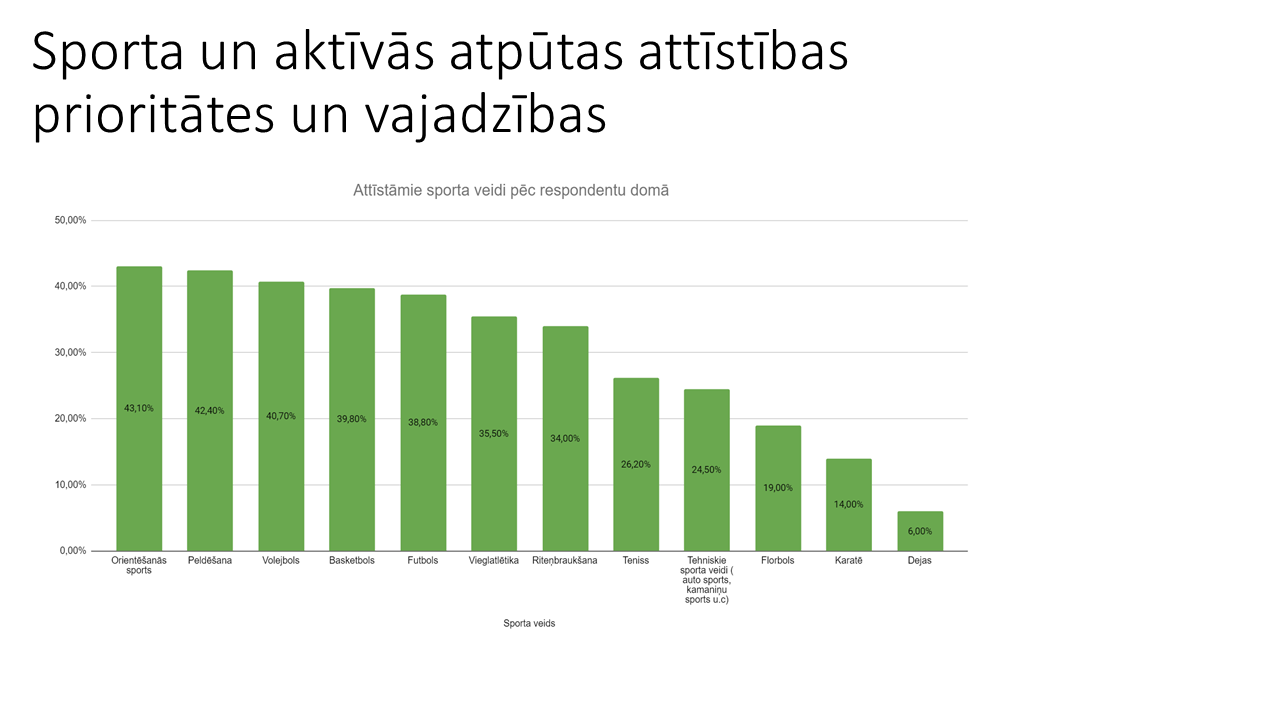 Sporta un aktīvās atpūtas attīstības
prioritātes un vajadzības
Attīstāmie sporta veidi pēc respondentu domā
50,00%
40,00%
30,00%
20,00%
10,00%
0,00%
43,10%
42,40%
40,70%
39,80%
38,80%
35,50%
34,00%
26,20%
24,50%
19,00%
14,00%
6,00%
Orientēšanās
sports
Peldēšana
Volejbols
Basketbols
Futbols
Vieglatlētika
Riteņbraukšana
Teniss
Tehniskie
sporta veidi (
auto sports,
kamaniņu
sports u.c)
Florbols
Karatē
Dejas
Sporta veids